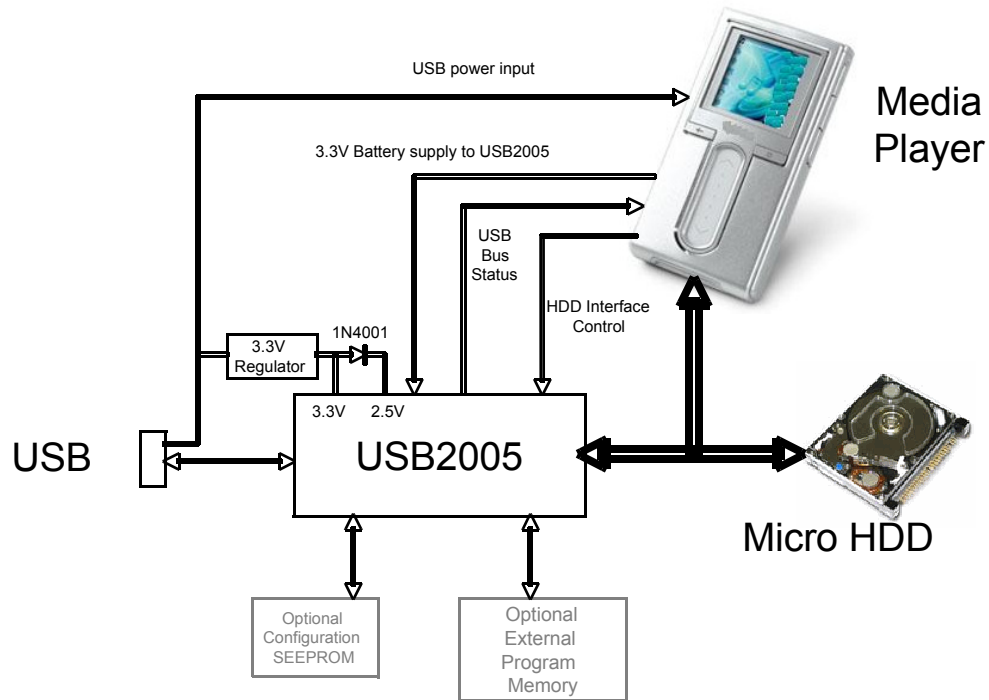 USB power input
Media
Player
3.3V Battery supply to USB2005
USB
Bus
Status
HDD Interface
Control
1N4001
3.3V
Regulator
3.3V
2.5V
USB
USB2005
Micro HDD
Optional
Configuration
SEEPROM
Optional
External
Program
Memory